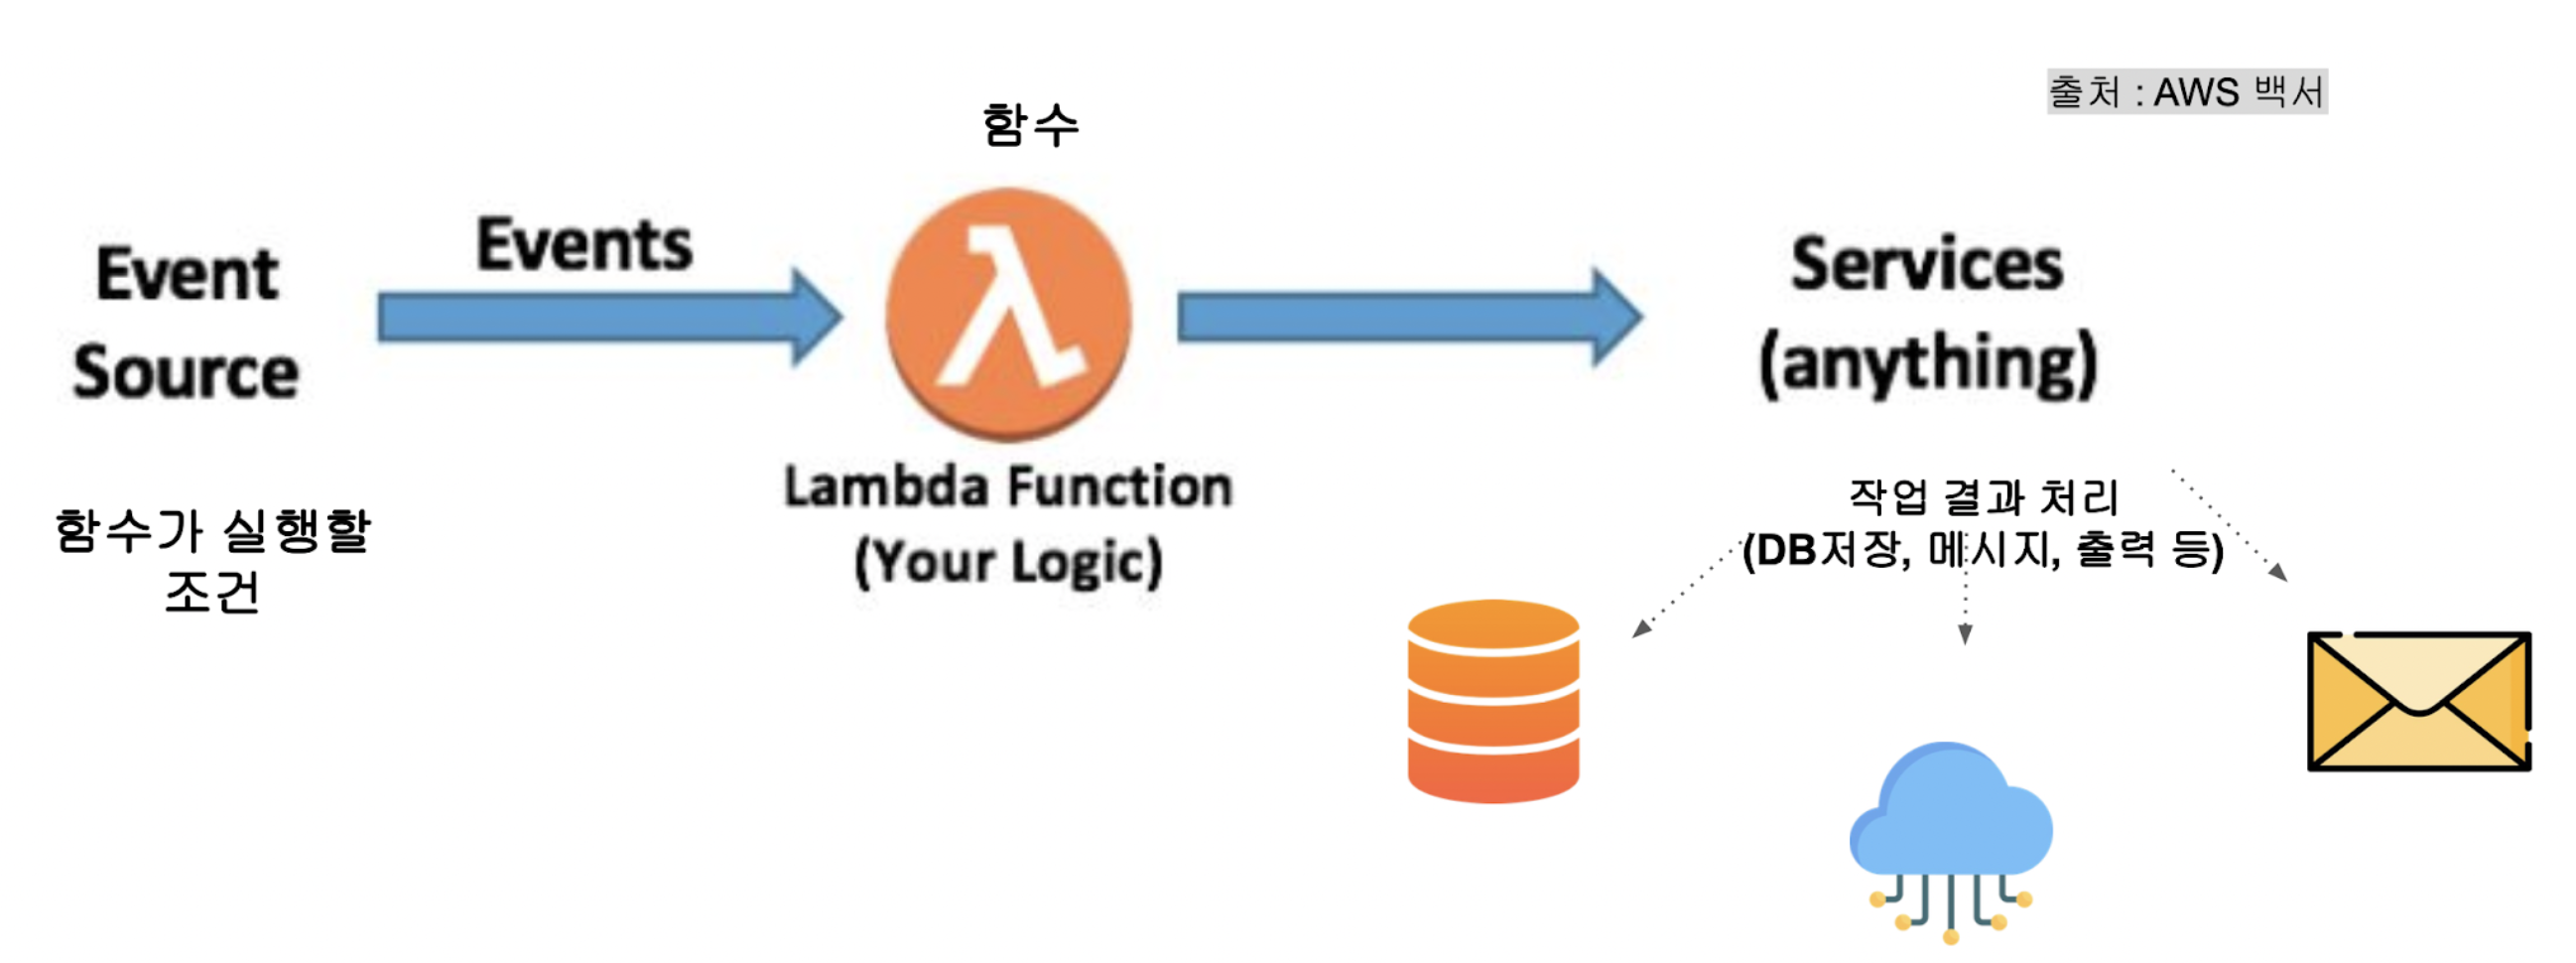 출처 : AWS 백서
함수
Event
Source
Events
Lambda Function
(Your Logic)
Services
(anything)
함수가 실행할
조건
작업 결과 처리
(DB저장, 메시지, 출력 등)